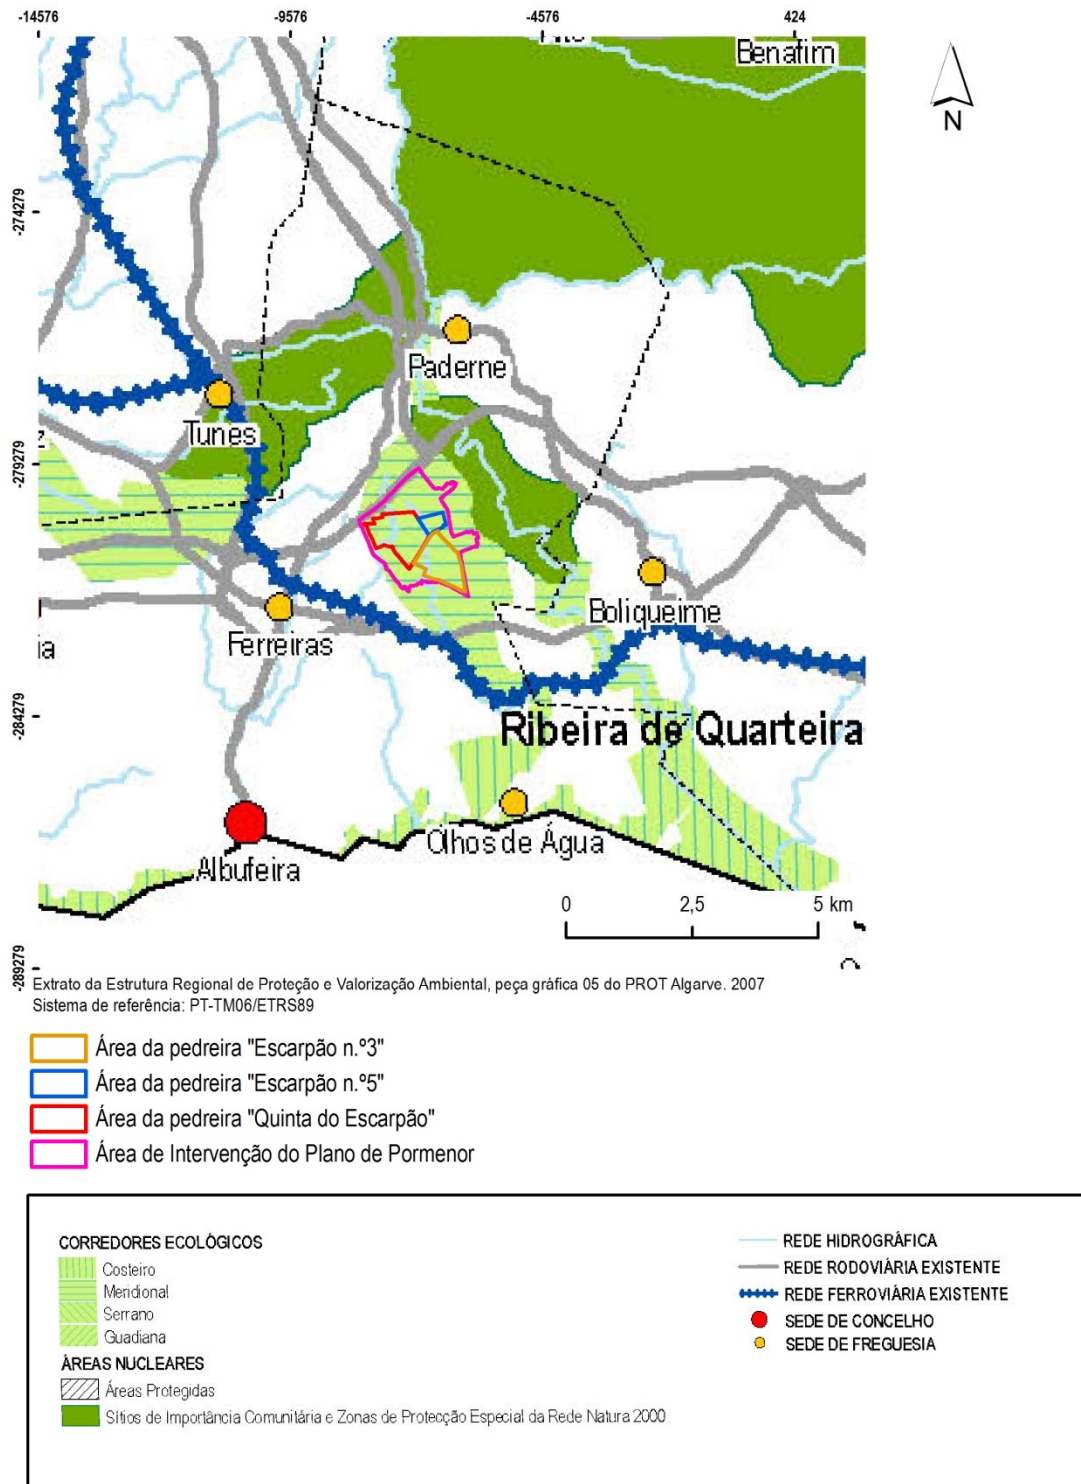 -14576
-9576
-4576
424
Benafim
N
-274279
Paderne
Tunes
-279279
Boliqueime
Ferreiras
ia
-284279
Ribeira de Quarteira
Olhos de Água
Albufeira
0
2,5
5 km
-289279
Extrato da Estrutura Regional de Proteção e Valorização Ambiental, peça gráfica 05 do PROT Algarve. 2007
Sistema de referência: PT-TM06/ETRS89
Área da pedreira "Escarpão n.º3"
Área da pedreira "Escarpão n.º5"
Área da pedreira "Quinta do Escarpão"
Área de Intervenção do Plano de Pormenor
CORREDORES ECOLÓGICOS
Costeiro
Meridional
Serrano
Guadiana
ÁREAS NUCLEARES
Áreas Protegidas
Sítios de Importância Comunitária e Zonas de Protecção Especial da Rede Natura 2000
REDE HIDROGRÁFICA
REDE RODOVIÁRIA EXISTENTE
REDE FERROVIÁRIA EXISTENTE
SEDE DE CONCELHO
SEDE DE FREGUESIA